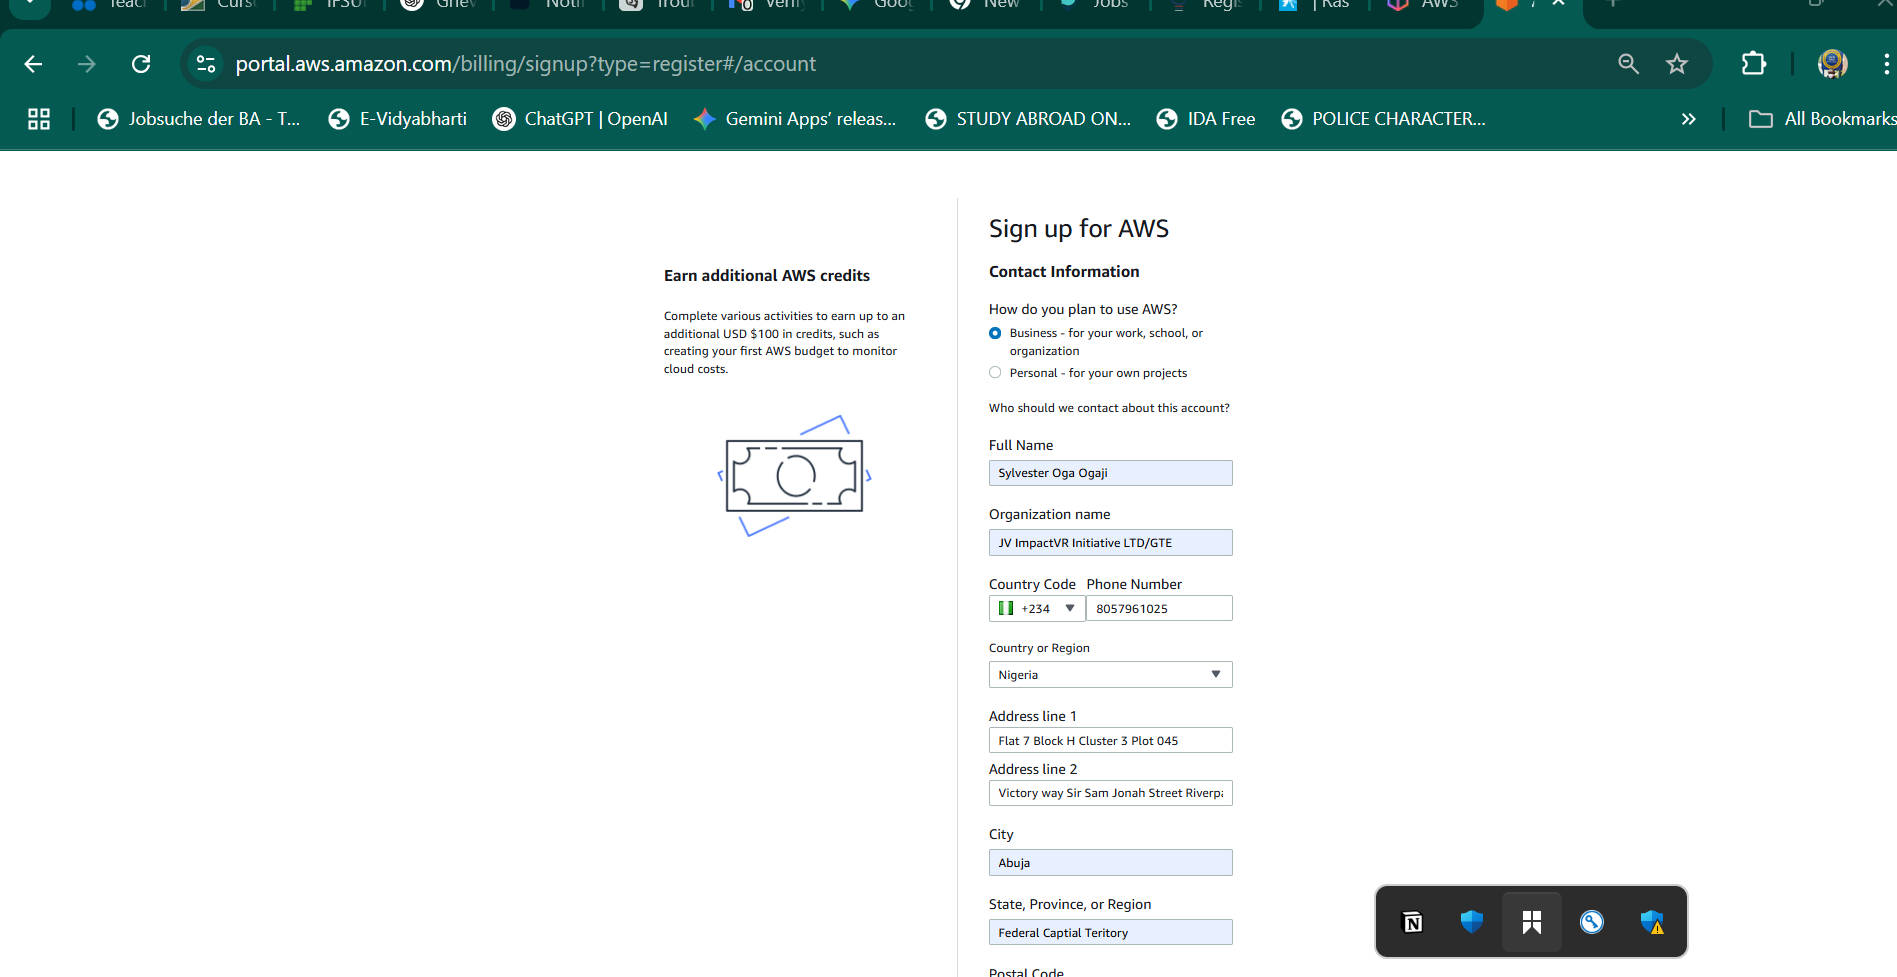 Curs
IFSU
Grie
Notif
Trou
Verify
Goog
New
Jobs
Regis
| Ras
AWS
portal.aws.amazon.com/billing/signup?type=register#/account
Jobsuche der BA - T...
E-Vidyabharti
ChatGPT | OpenAI
Gemini Apps’ releas...
STUDY ABROAD ON...
IDA Free
POLICE CHARACTER...
All Bookmarks
Sign up for AWS
Earn additional AWS credits
Complete various activities to earn up to an
additional USD $100 in credits, such as
creating your first AWS budget to monitor
cloud costs.
Contact Information
How do you plan to use AWS?
Business - for your work, school, or
organization
Personal - for your own projects
Who should we contact about this account?
Full Name
Sylvester Oga Ogaji
Organization name
JV ImpactVR Initiative LTD/GTE
Country Code Phone Number
+234 8057961025
Country or Region
Nigeria
Address line 1
Flat 7 Block H Cluster 3 Plot 045
Address line 2
Victory way Sir Sam Jonah Street Riverpa
City
Abuja
State, Province, or Region
Federal Captial Teritory
Postal Code